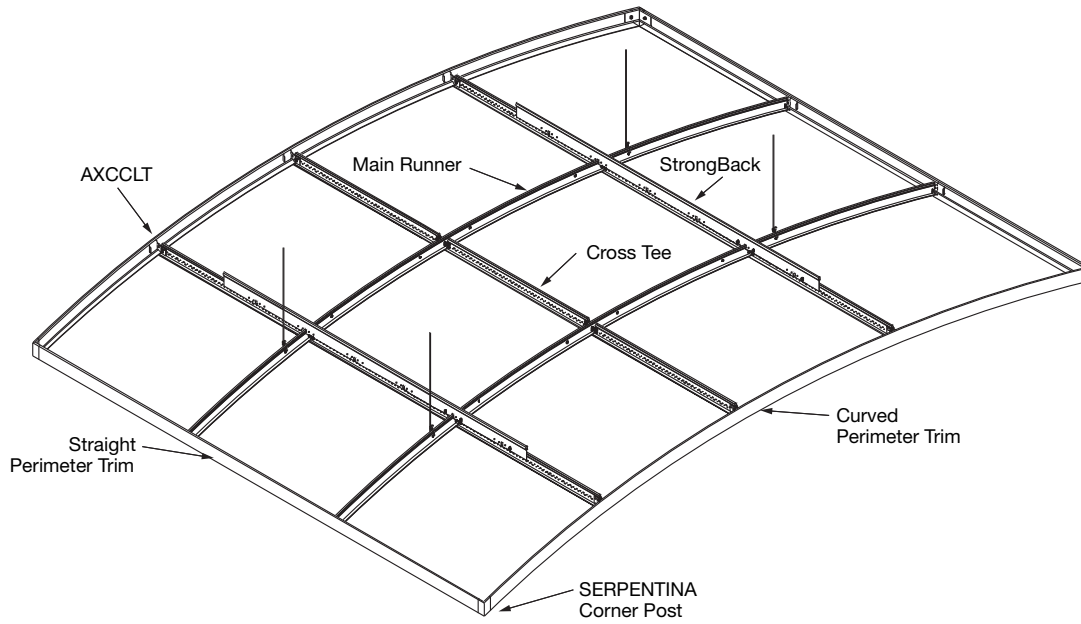 AXCCLT
Main Runner
StrongBack
Cross Tee
Straight
Perimeter Trim
Curved
Perimeter Trim
SERPENTINA
Corner Post